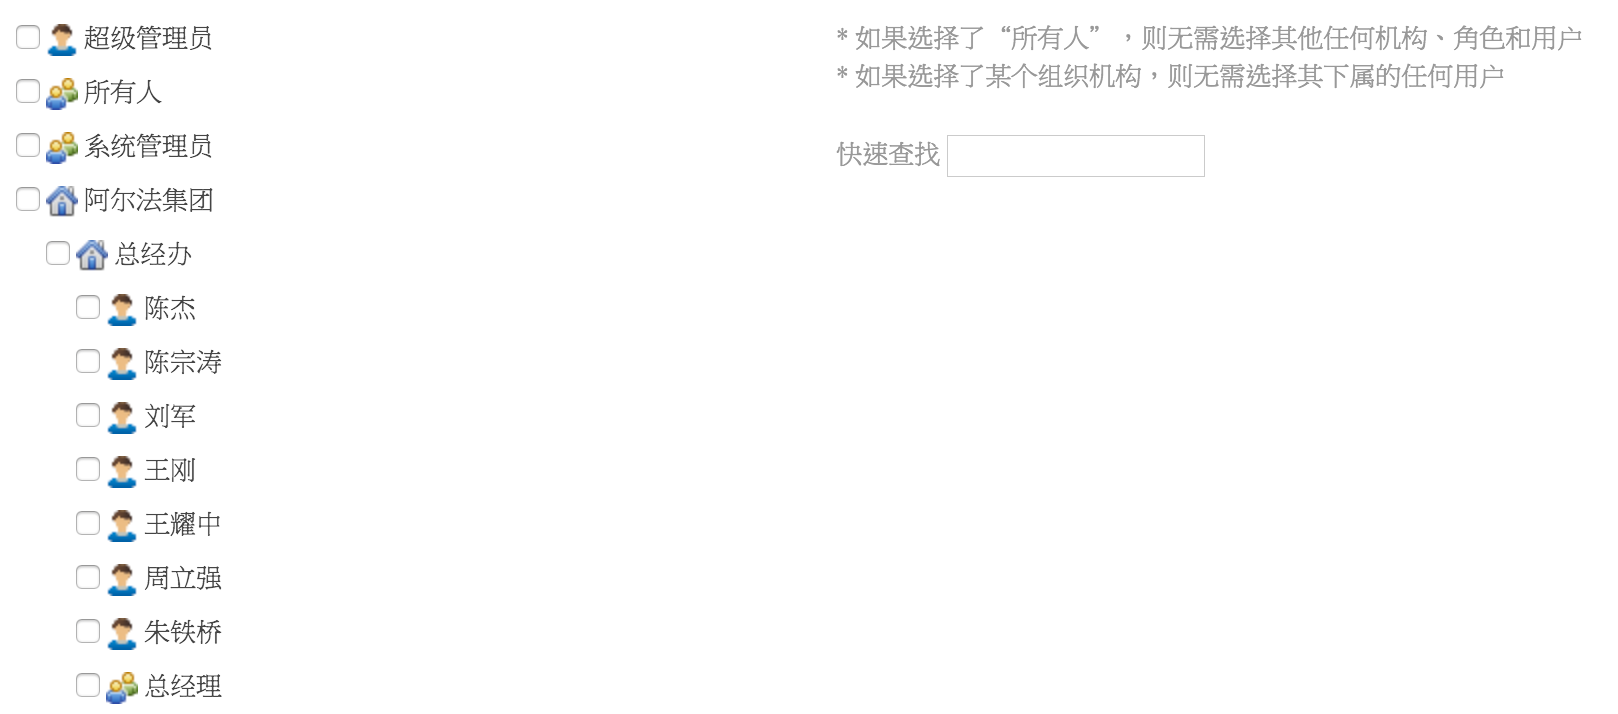 超级管理员
所有人
系统管理员
阿尔法集团
总经办
陈杰
陈宗涛
刘军
王刚
王耀中
周立强
朱铁桥
总经理
* 如果选择了“所有人”，则无需选择其他任何机构、角色和用户
* 如果选择了某个组织机构，则无需选择其下属的任何用户
快速查找